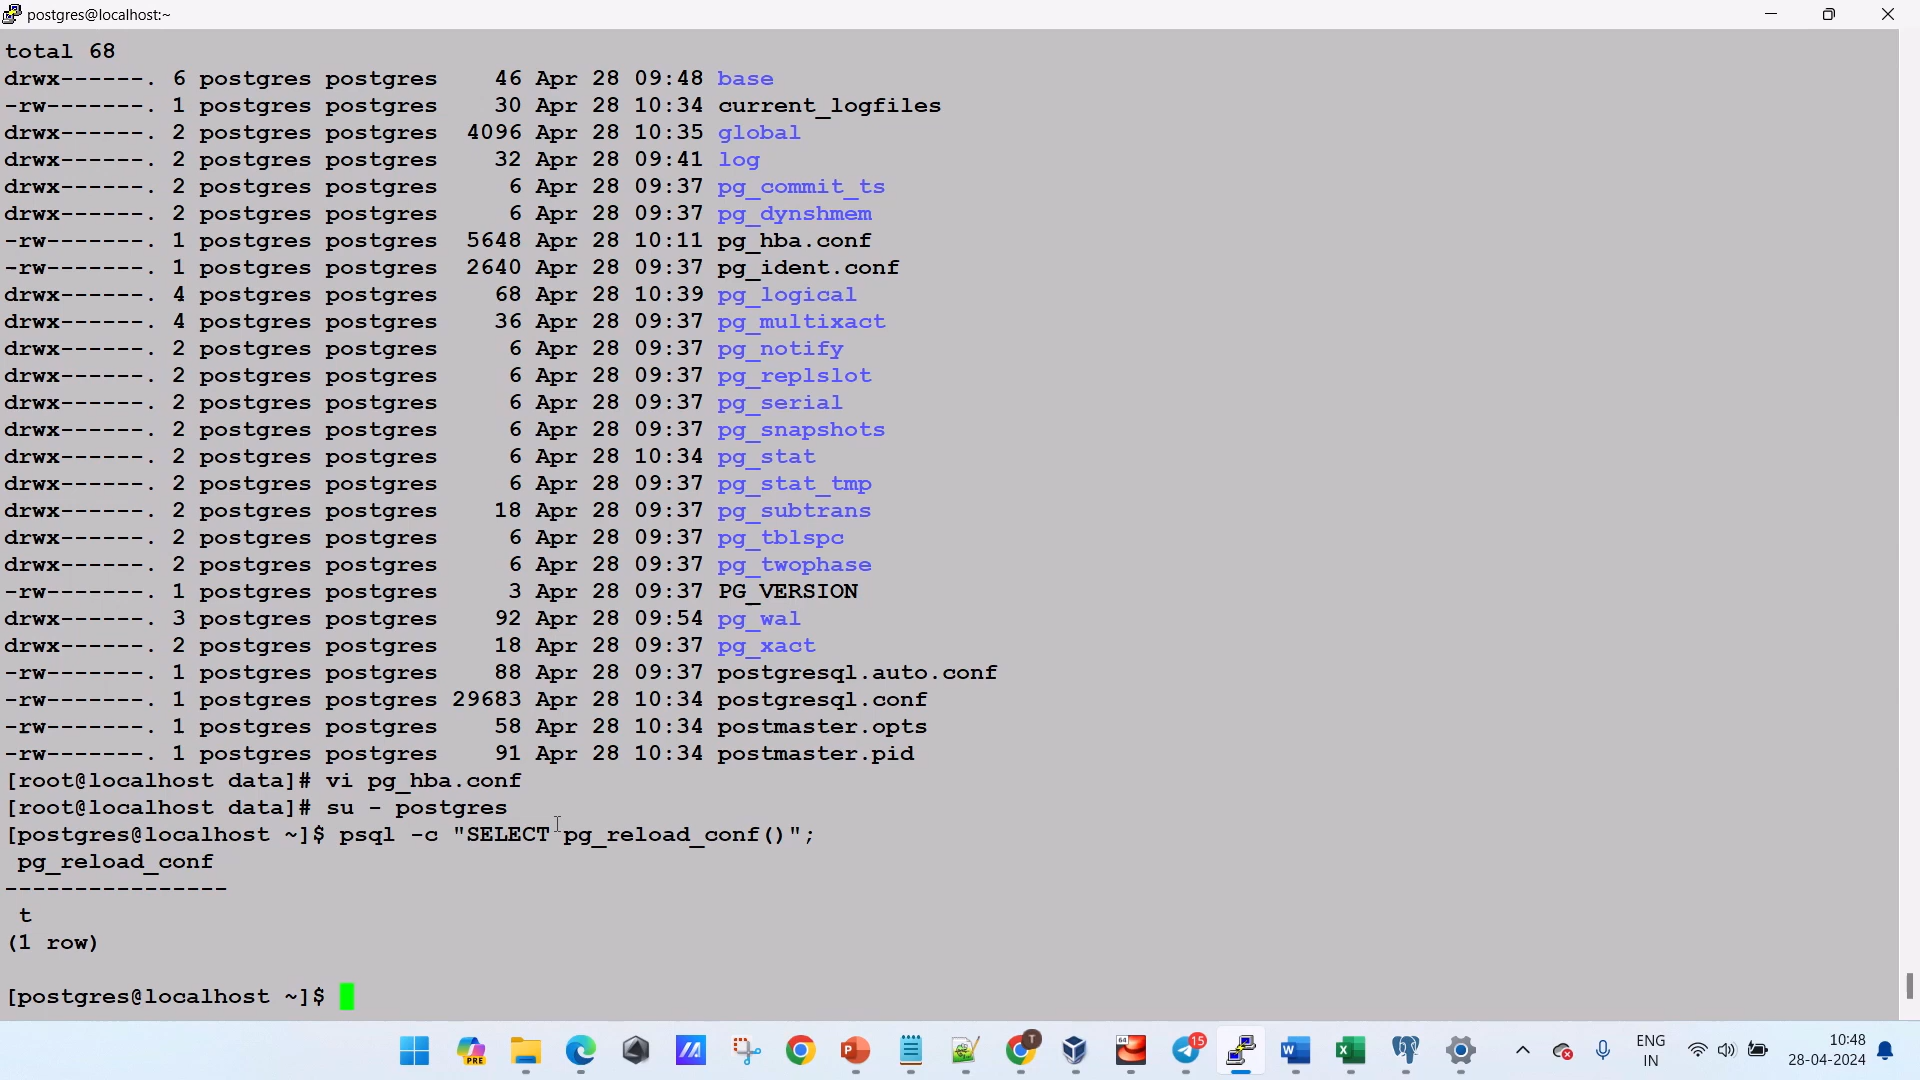 postgres@localhost:~
total 68
drwx------. 6 postgres postgres    46 Apr 28 09:48 base
-rw-------. 1 postgres postgres    30 Apr 28 10:34 current_logfiles
drwx------. 2 postgres postgres  4096 Apr 28 10:35 global
drwx------. 2 postgres postgres    32 Apr 28 09:41 log
drwx------. 2 postgres postgres     6 Apr 28 09:37 pg_commit_ts
drwx------. 2 postgres postgres     6 Apr 28 09:37 pg_dynshmem
-rw-------. 1 postgres postgres  5648 Apr 28 10:11 pg_hba.conf
-rw-------. 1 postgres postgres  2640 Apr 28 09:37 pg_ident.conf
drwx------. 4 postgres postgres    68 Apr 28 10:39 pg_logical
drwx------. 4 postgres postgres    36 Apr 28 09:37 pg_multixact
drwx------. 2 postgres postgres     6 Apr 28 09:37 pg_notify
drwx------. 2 postgres postgres     6 Apr 28 09:37 pg_replslot
drwx------. 2 postgres postgres     6 Apr 28 09:37 pg_serial
drwx------. 2 postgres postgres     6 Apr 28 09:37 pg_snapshots
drwx------. 2 postgres postgres     6 Apr 28 10:34 pg_stat
drwx------. 2 postgres postgres     6 Apr 28 09:37 pg_stat_tmp
drwx------. 2 postgres postgres    18 Apr 28 09:37 pg_subtrans
drwx------. 2 postgres postgres     6 Apr 28 09:37 pg_tblspc
drwx------. 2 postgres postgres     6 Apr 28 09:37 pg_twophase
-rw-------. 1 postgres postgres     3 Apr 28 09:37 PG_VERSION
drwx------. 3 postgres postgres    92 Apr 28 09:54 pg_wal
drwx------. 2 postgres postgres    18 Apr 28 09:37 pg_xact
-rw-------. 1 postgres postgres    88 Apr 28 09:37 postgresql.auto.conf
-rw-------. 1 postgres postgres 29683 Apr 28 10:34 postgresql.conf
-rw-------. 1 postgres postgres    58 Apr 28 10:34 postmaster.opts
-rw-------. 1 postgres postgres    91 Apr 28 10:34 postmaster.pid
[root@localhost data]# vi pg_hba.conf
[root@localhost data]# su - postgres
[postgres@localhost ~]$ psql -c "SELECT pg_reload_conf()";
 pg_reload_conf
----------------
 t
(1 row)
[postgres@localhost ~]$
PRE
T
64
15
ENG
IN
10:48
28-04-2024